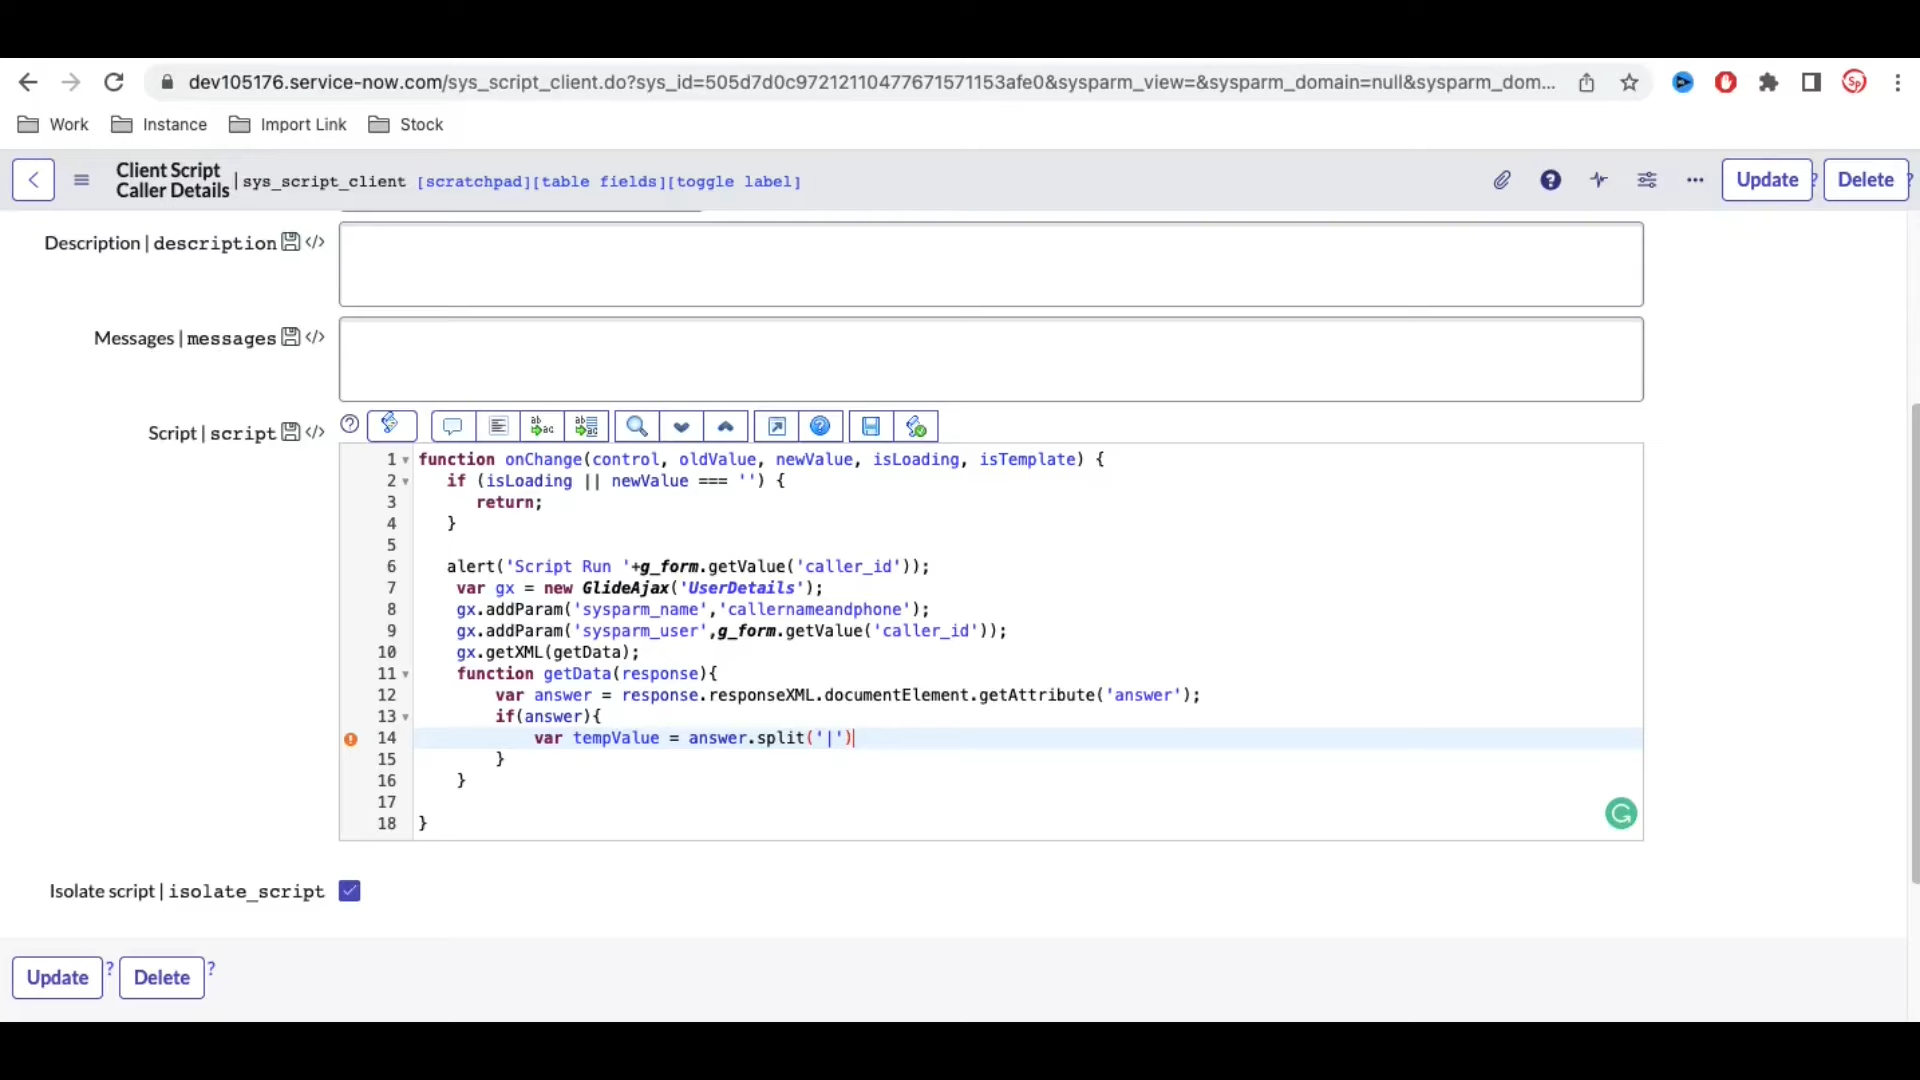 dev105176.service-now.com/sys_script_client.do?sys_id=505d7d0c97212110477671571153afe0&sysparm_view=&sysparm_domain=null&sysparm_dom...
Work Instance Import Link Stock
Client Script
Caller Details | sys_script_client [scratchpad][table fields][toggle label]
Update ? Delete ?
Description | description </>
Messages | messages </>
Script | script </>
1 function onChange(control, oldValue, newValue, isLoading, isTemplate) {
2 if (isLoading || newValue === '') {
3 return;
4 }
5
6 alert('Script Run '+g_form.getValue('caller_id'));
7 var gx = new GlideAjax('UserDetails');
8 gx.addParam('sysparm_name','callernameandphone');
9 gx.addParam('sysparm_user',g_form.getValue('caller_id'));
10 gx.getXML(getData);
11 function getData(response){
12 var answer = response.responseXML.documentElement.getAttribute('answer');
13 if(answer){
14 var tempValue = answer.split('|')
15 }
16 }
17
18 }
Isolate script | isolate_script
Update ? Delete ?